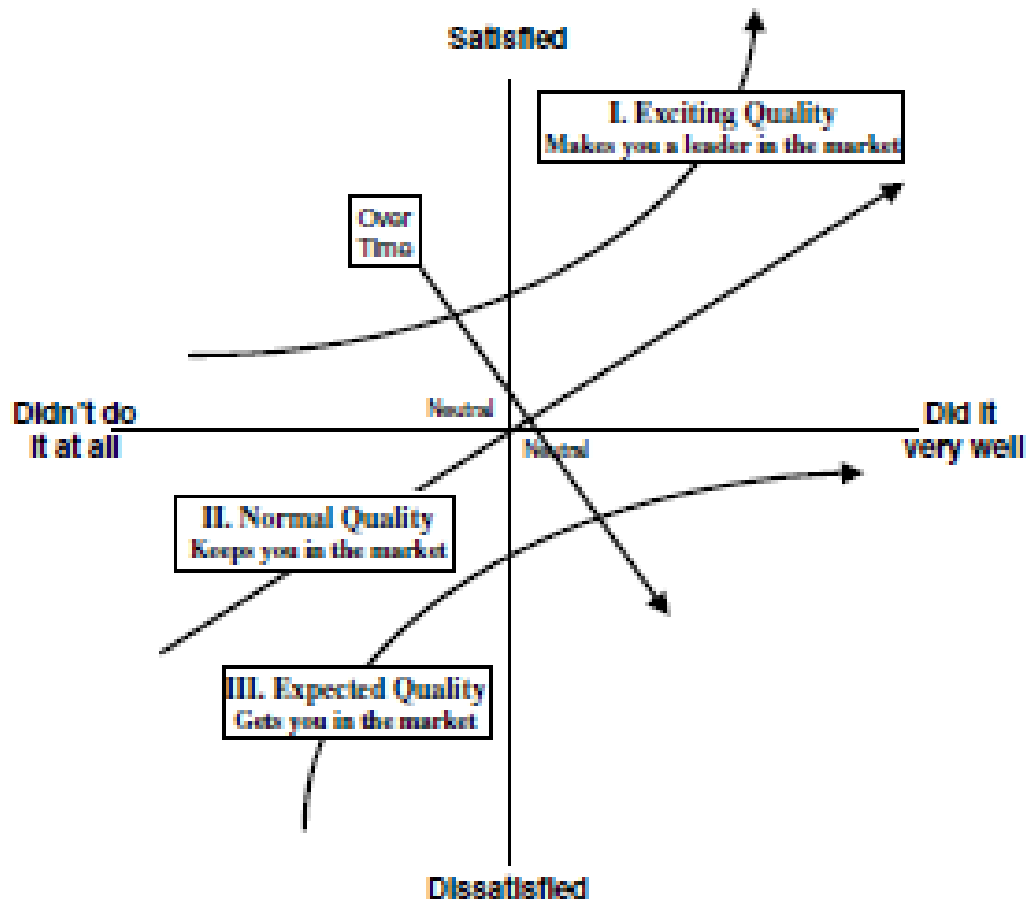 Satisfied
I. Exciting Quality
Makes you a leader in the market
Over
Time
Didn't do
it at all
Neutral
Neutral
Did it
very well
II. Normal Quality
Keeps you in the market
III. Expected Quality
Gets you in the market
Dissatisfied